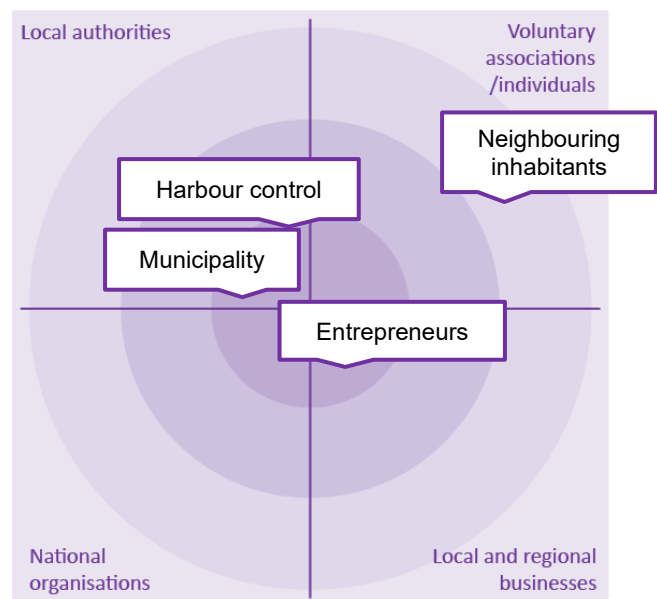 Local authorities
Voluntary
associations
/individuals
Neighbouring
inhabitants
Harbour control
Municipality
Entrepreneurs
National
organisations
Local and regional
businesses